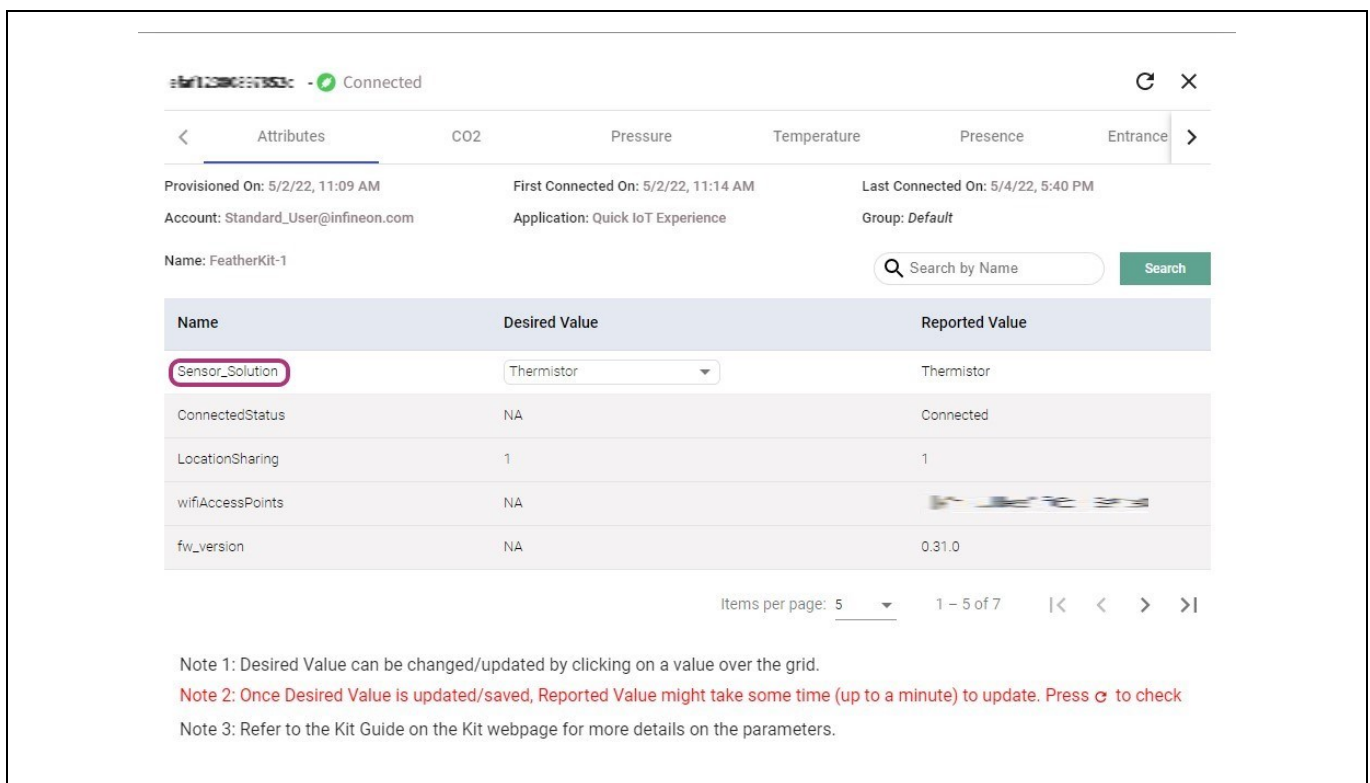 - Connected
Attributes CO2 Pressure Temperature Presence Entrance
Provisioned On: 5/2/22, 11:09 AM First Connected On: 5/2/22, 11:14 AM Last Connected On: 5/4/22, 5:40 PM
Account: Standard_User@infineon.com Application: Quick IoT Experience Group: Default
Name: FeatherKit-1 Search by Name Search
Name Desired Value Reported Value
Sensor_Solution Thermistor Thermistor
ConnectedStatus NA Connected
LocationSharing 1 1
wifiAccessPoints NA
fw_version NA 0.31.0
Items per page: 5 1 – 5 of 7
Note 1: Desired Value can be changed/updated by clicking on a value over the grid.
Note 2: Once Desired Value is updated/saved, Reported Value might take some time (up to a minute) to update. Press to check
Note 3: Refer to the Kit Guide on the Kit webpage for more details on the parameters.